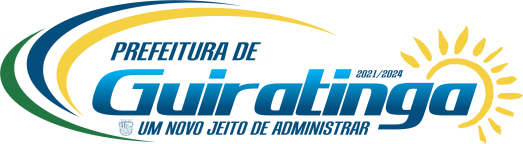 PREFEITURA DE
2021/2024
Guiratinga
UM NOVO JEITO DE ADMINISTRAR